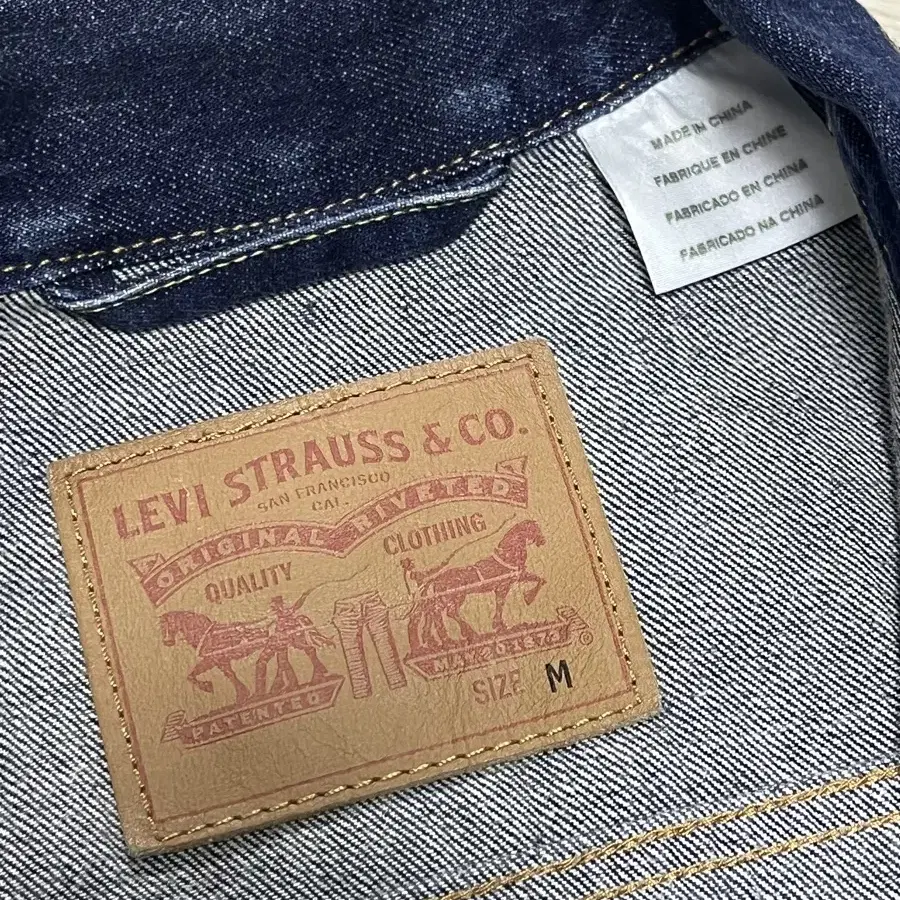 MADE IN CHINA
FABRIQUE EN CHINE
FABRICADO EN CHINA
FABRICADO NA CHINA
LEVI STRAUSS & CO.
SAN FRANCISCO
CAL.
ORIGINAL RIVETED
QUALITY CLOTHING
PATENTED MAY 20 1873
SIZE M